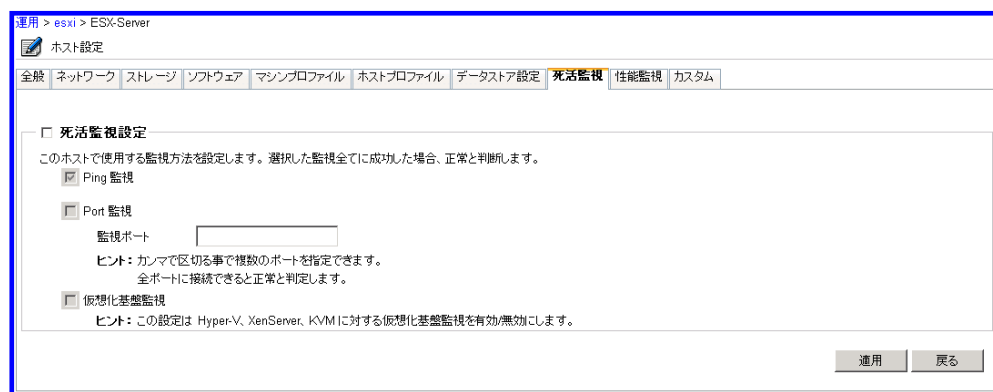 運用 > esxi > ESX-Server
ホスト設定
全般 ネットワーク ストレージ ソフトウェア マシンプロファイル ホストプロファイル データストア設定 死活監視 性能監視 カスタム
死活監視設定
このホストで使用する監視方法を設定します。選択した監視全てに成功した場合、正常と判断します。
Ping 監視
Port 監視
監視ポート
ヒント：カンマで区切る事で複数のポートを指定できます。
全ポートに接続できると正常と判定します。
仮想化基盤監視
ヒント：この設定は Hyper-V、XenServer、KVM に対する仮想化基盤監視を有効/無効にします。
適用 戻る